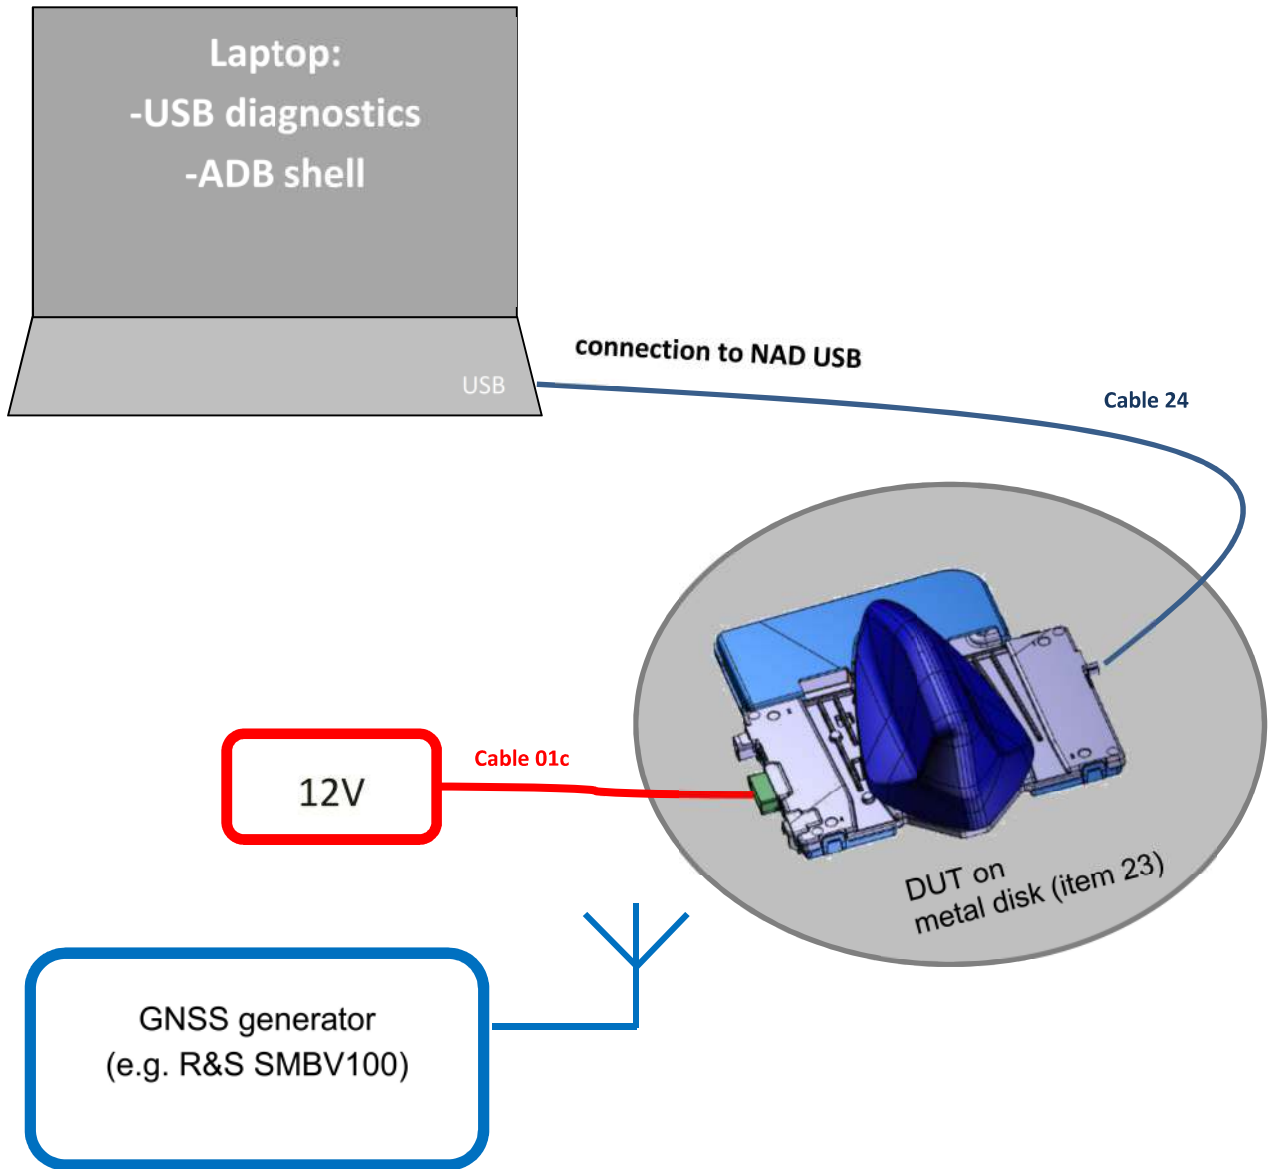 Laptop:
-USB diagnostics
-ADB shell
USB
connection to NAD USB
Cable 24
Cable 01c
12V
DUT on
metal disk (item 23)
GNSS generator
(e.g. R&S SMBV100)